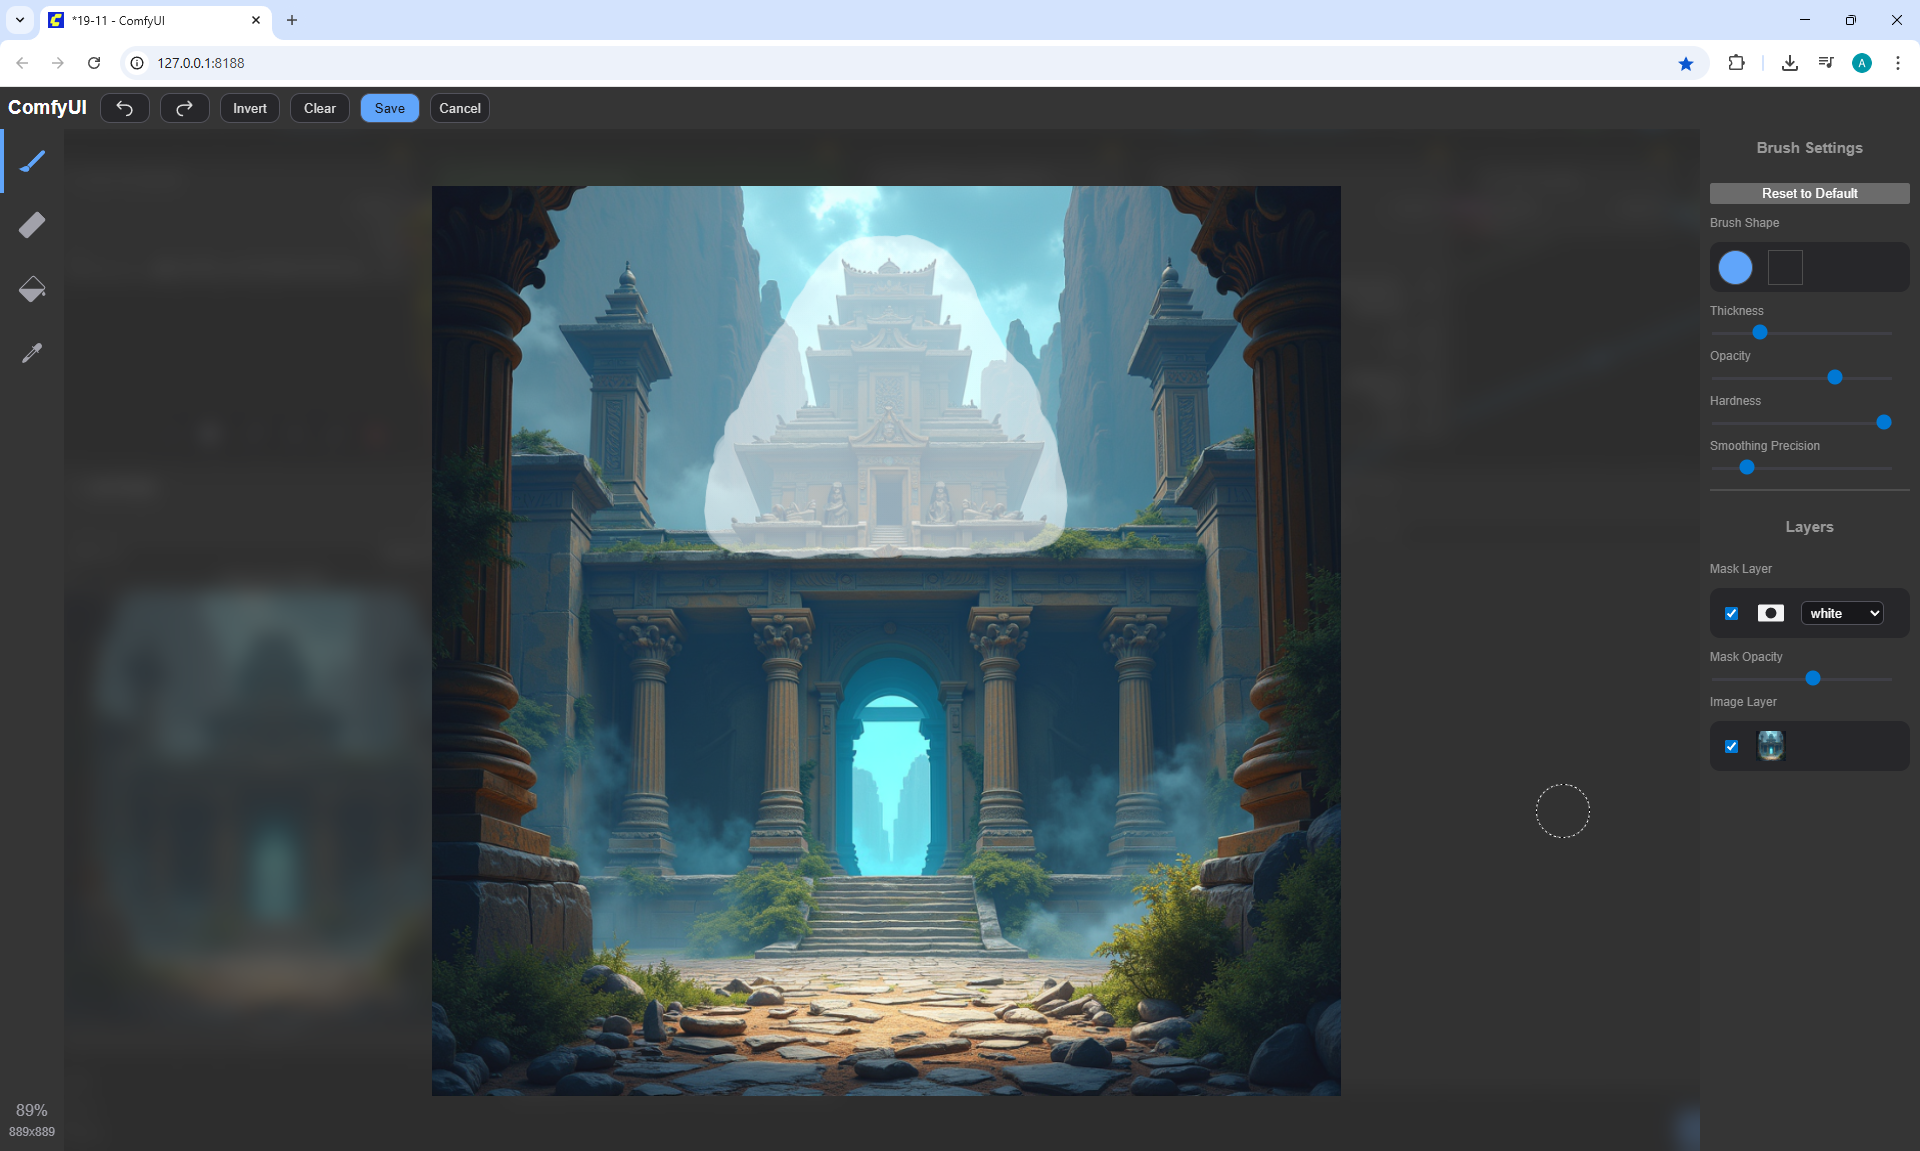 *19-11 - ComfyUI
127.0.0.1:8188
A
ComfyUI
Invert
Clear
Save
Cancel
Brush Settings
Reset to Default
Brush Shape
Thickness
Opacity
Hardness
Smoothing Precision
Layers
Mask Layer
white
Mask Opacity
Image Layer
89%
889x889